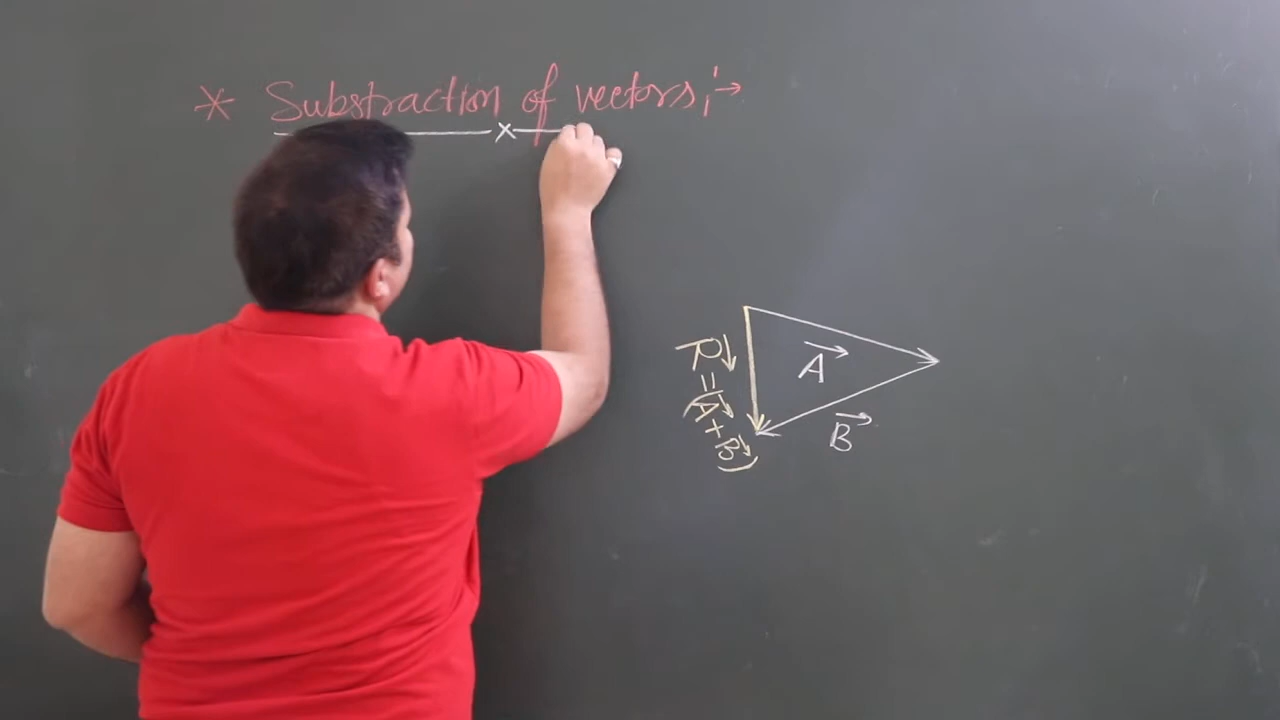 * Substraction of vectors;→
x
A
B
R = (A + B)